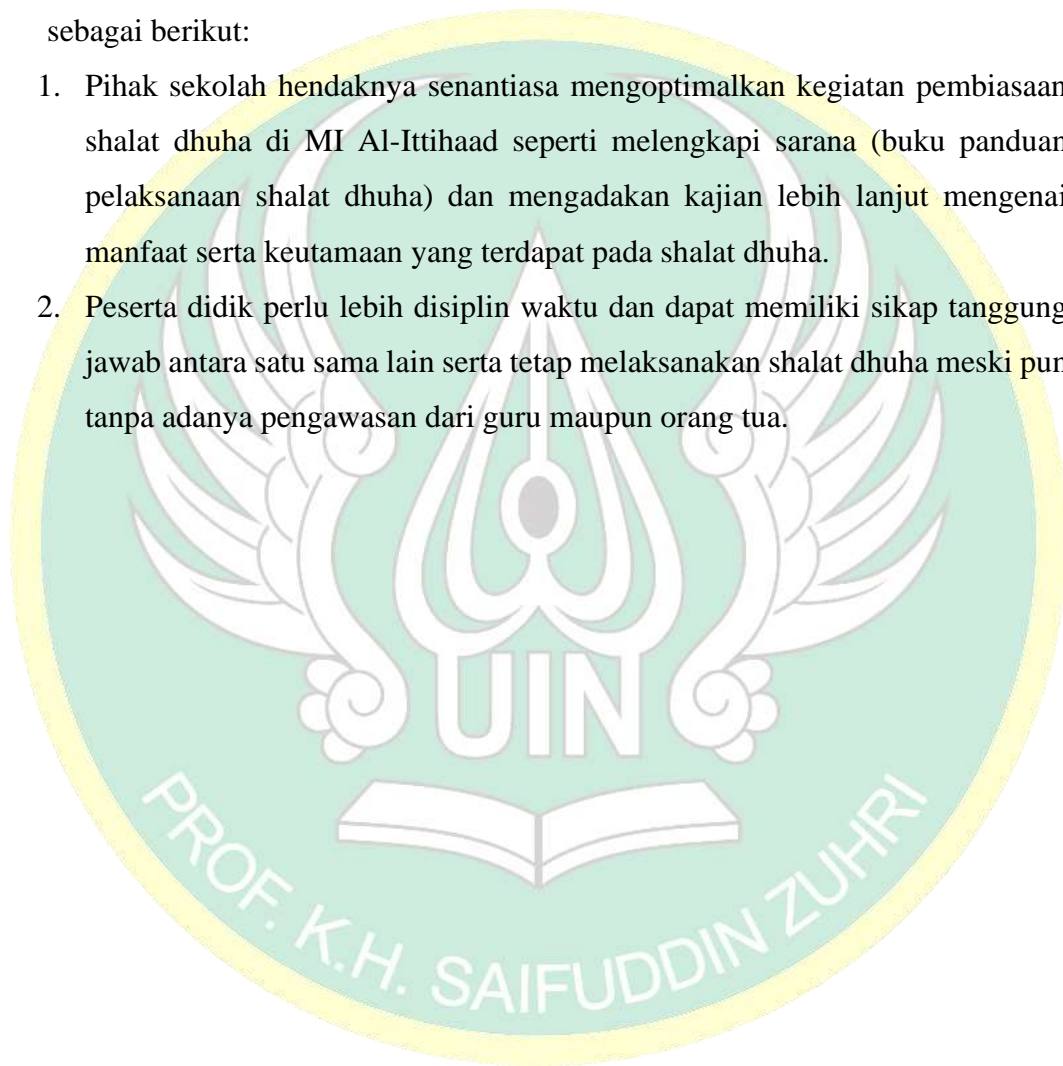 sebagai berikut:
1. Pihak sekolah hendaknya senantiasa mengoptimalkan kegiatan pembiasaan
shalat dhuha di MI Al-Ittihaad seperti melengkapi sarana (buku panduan
pelaksanaan shalat dhuha) dan mengadakan kajian lebih lanjut mengenai
manfaat serta keutamaan yang terdapat pada shalat dhuha.
2. Peserta didik perlu lebih disiplin waktu dan dapat memiliki sikap tanggung
jawab antara satu sama lain serta tetap melaksanakan shalat dhuha meski pun
tanpa adanya pengawasan dari guru maupun orang tua.
UIN
PROF. K.H. SAIFUDDIN ZUHRI